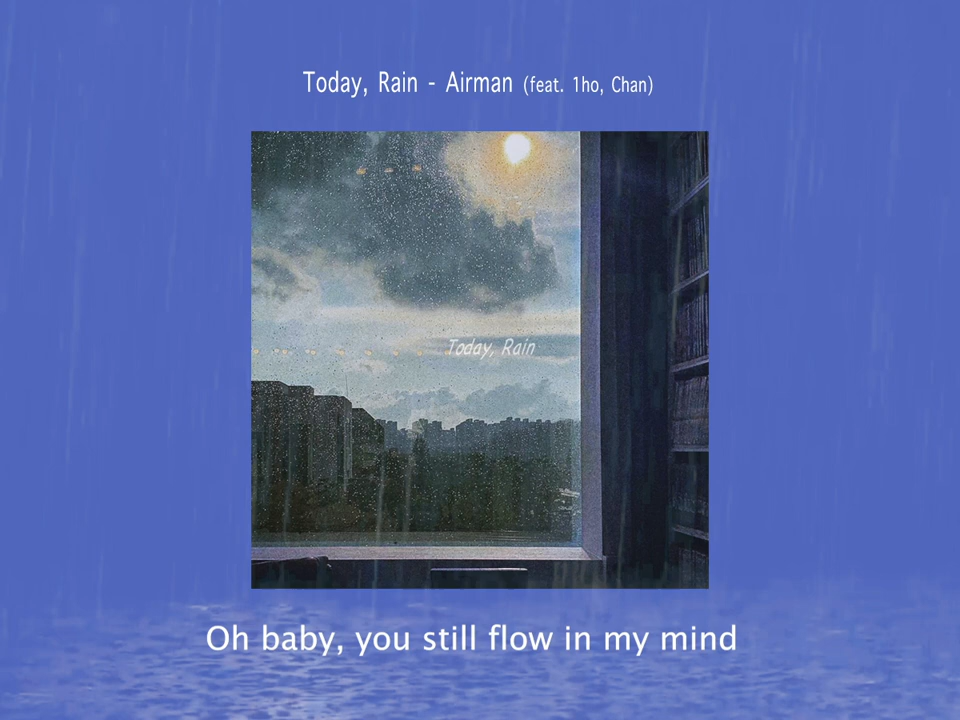 Today, Rain - Airman (feat. 1ho, Chan)
Today, Rain
Oh baby, you still flow in my mind